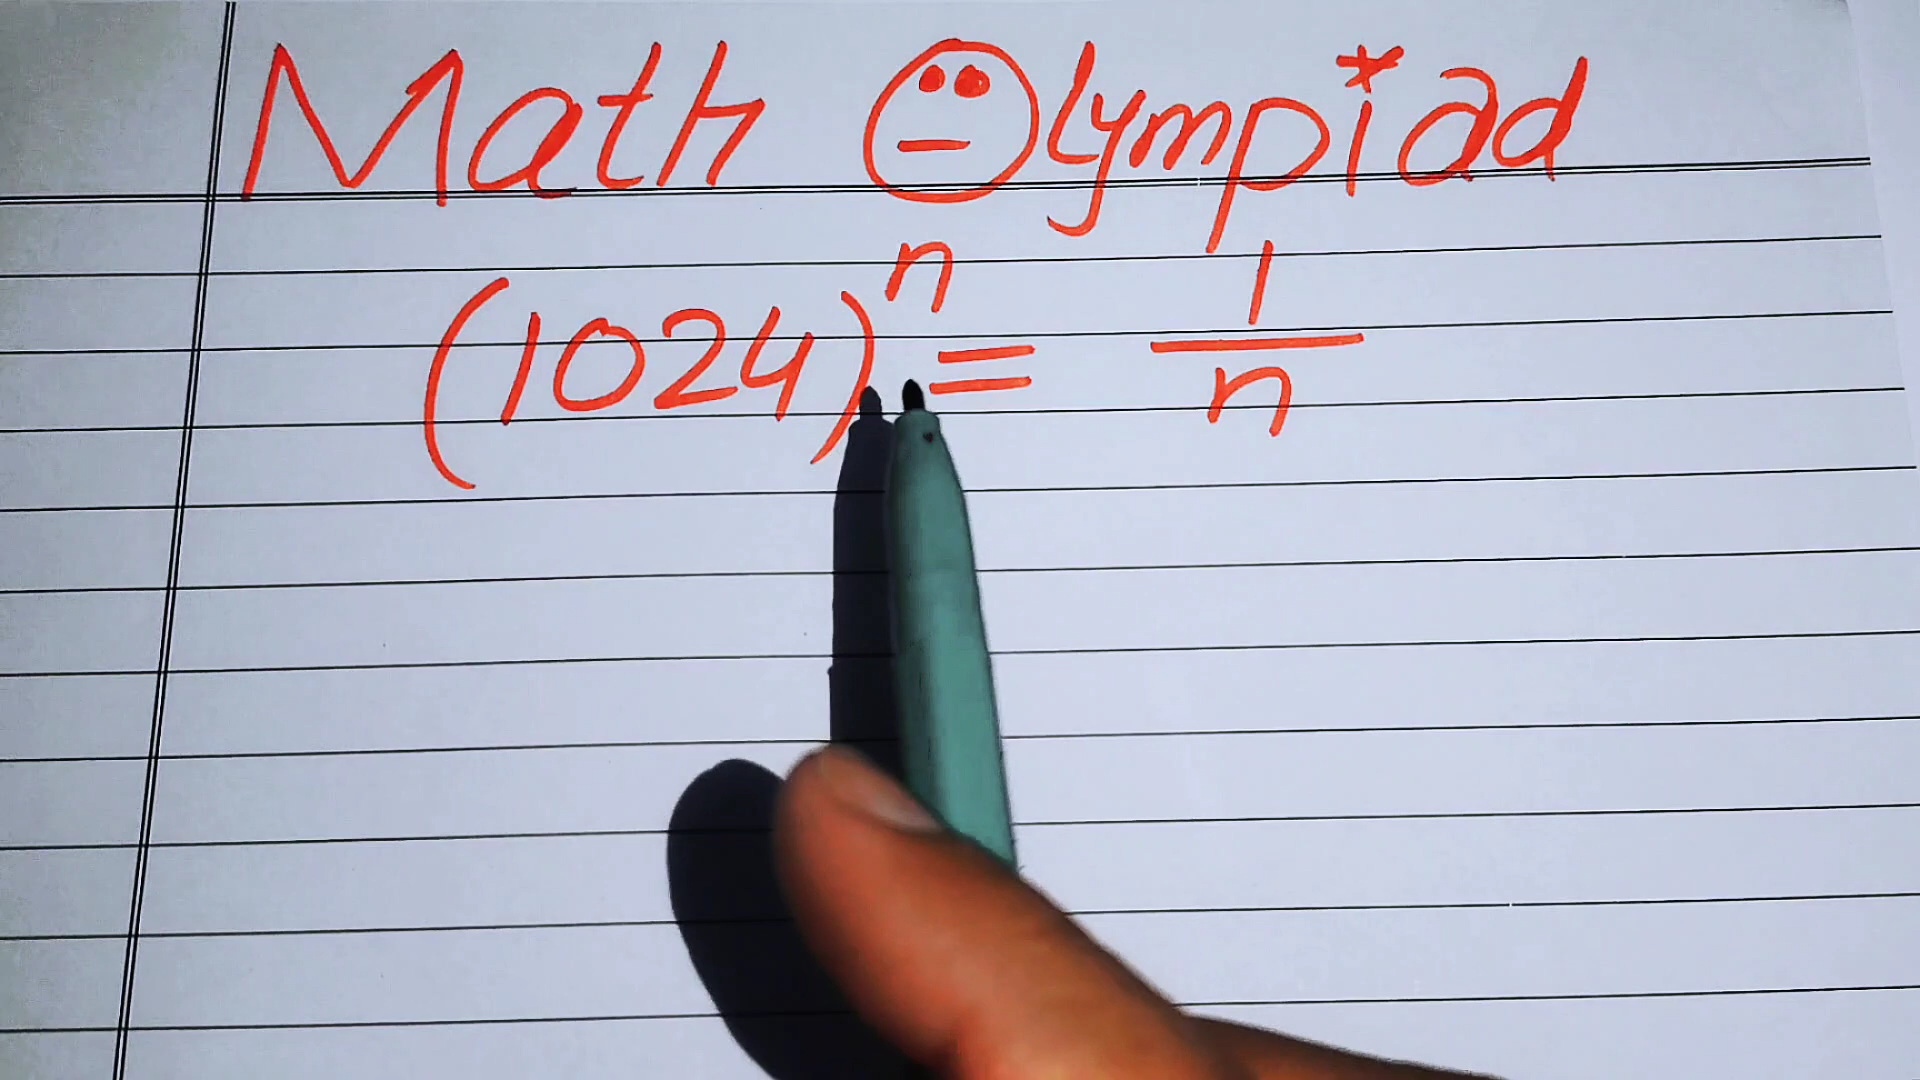 Math Olympiad
(1024)^n = 1/n